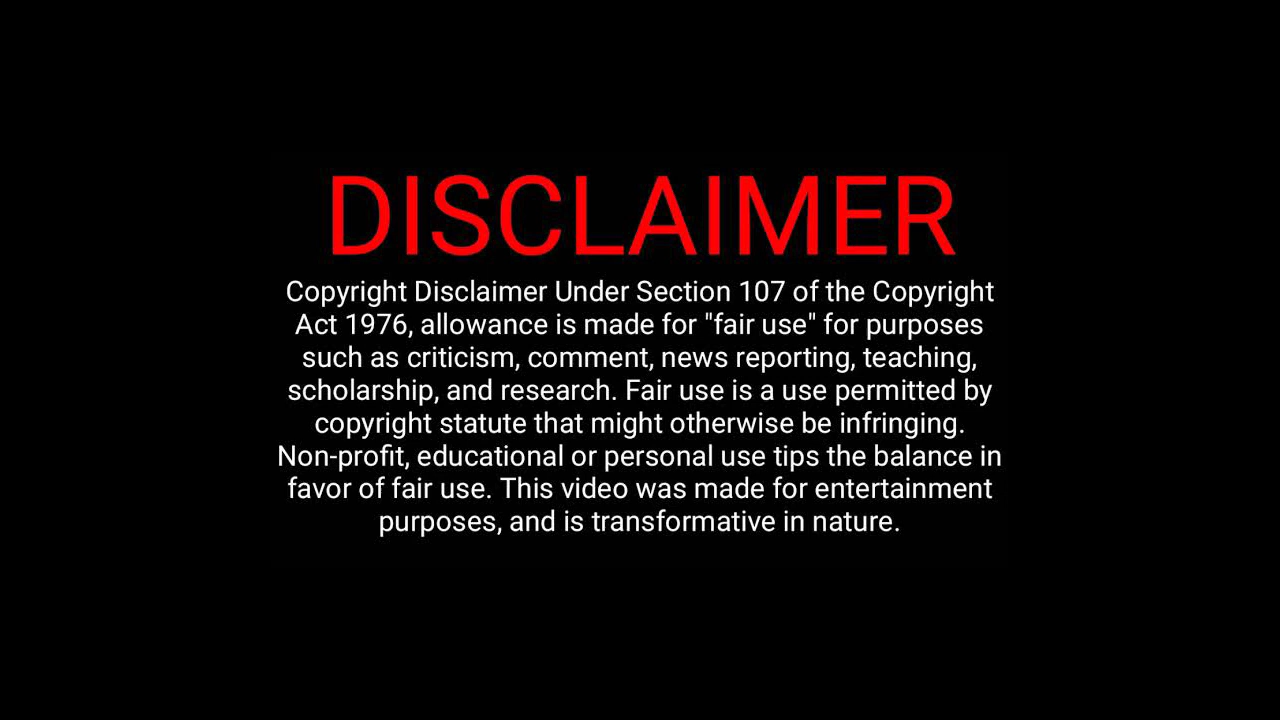 DISCLAIMER
Copyright Disclaimer Under Section 107 of the Copyright
Act 1976, allowance is made for "fair use" for purposes
such as criticism, comment, news reporting, teaching,
scholarship, and research. Fair use is a use permitted by
copyright statute that might otherwise be infringing.
Non-profit, educational or personal use tips the balance in
favor of fair use. This video was made for entertainment
purposes, and is transformative in nature.